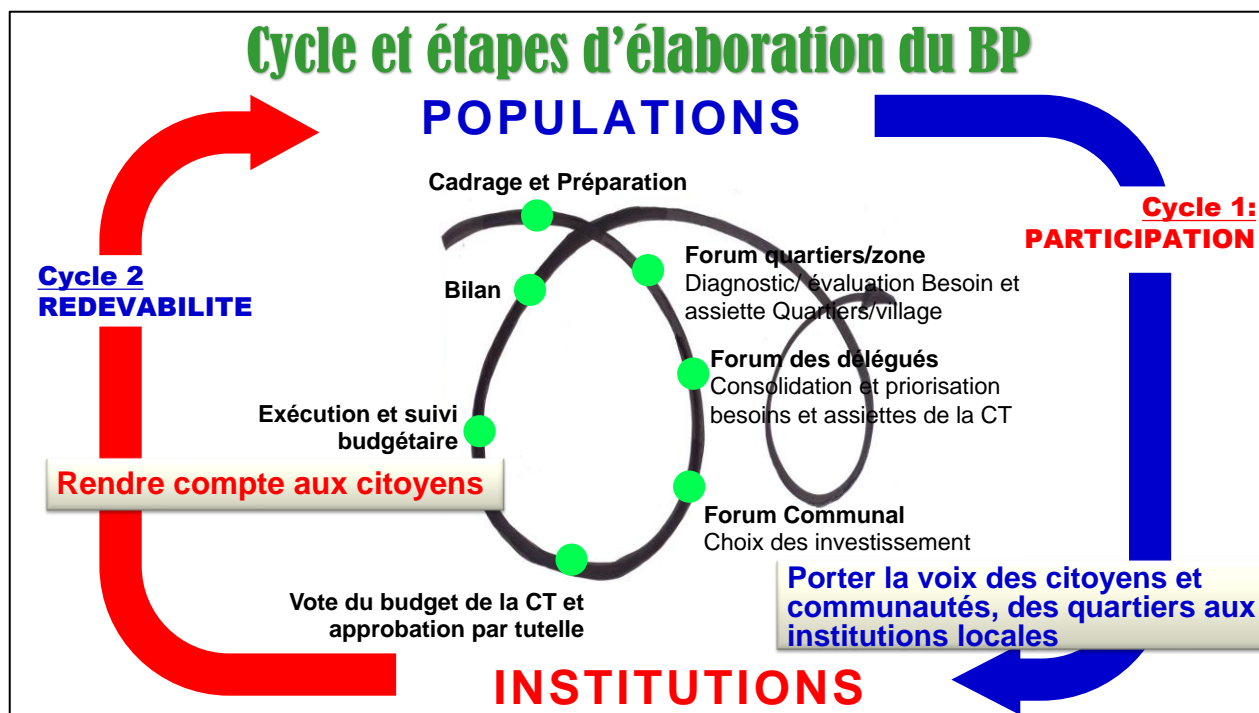 Cycle et étapes d'élaboration du BP
POPULATIONS
Cadrage et Préparation
Cycle 1:
PARTICIPATION
Forum quartiers/zone
Diagnostic/ évaluation Besoin et
assiette Quartiers/village
Cycle 2
REDEVABILITE
Bilan
Forum des délégués
Consolidation et priorisation
besoins et assiettes de la CT
Exécution et suivi
budgétaire
Rendre compte aux citoyens
Forum Communal
Choix des investissement
Porter la voix des citoyens et
communautés, des quartiers aux
institutions locales
Vote du budget de la CT et
approbation par tutelle
INSTITUTIONS